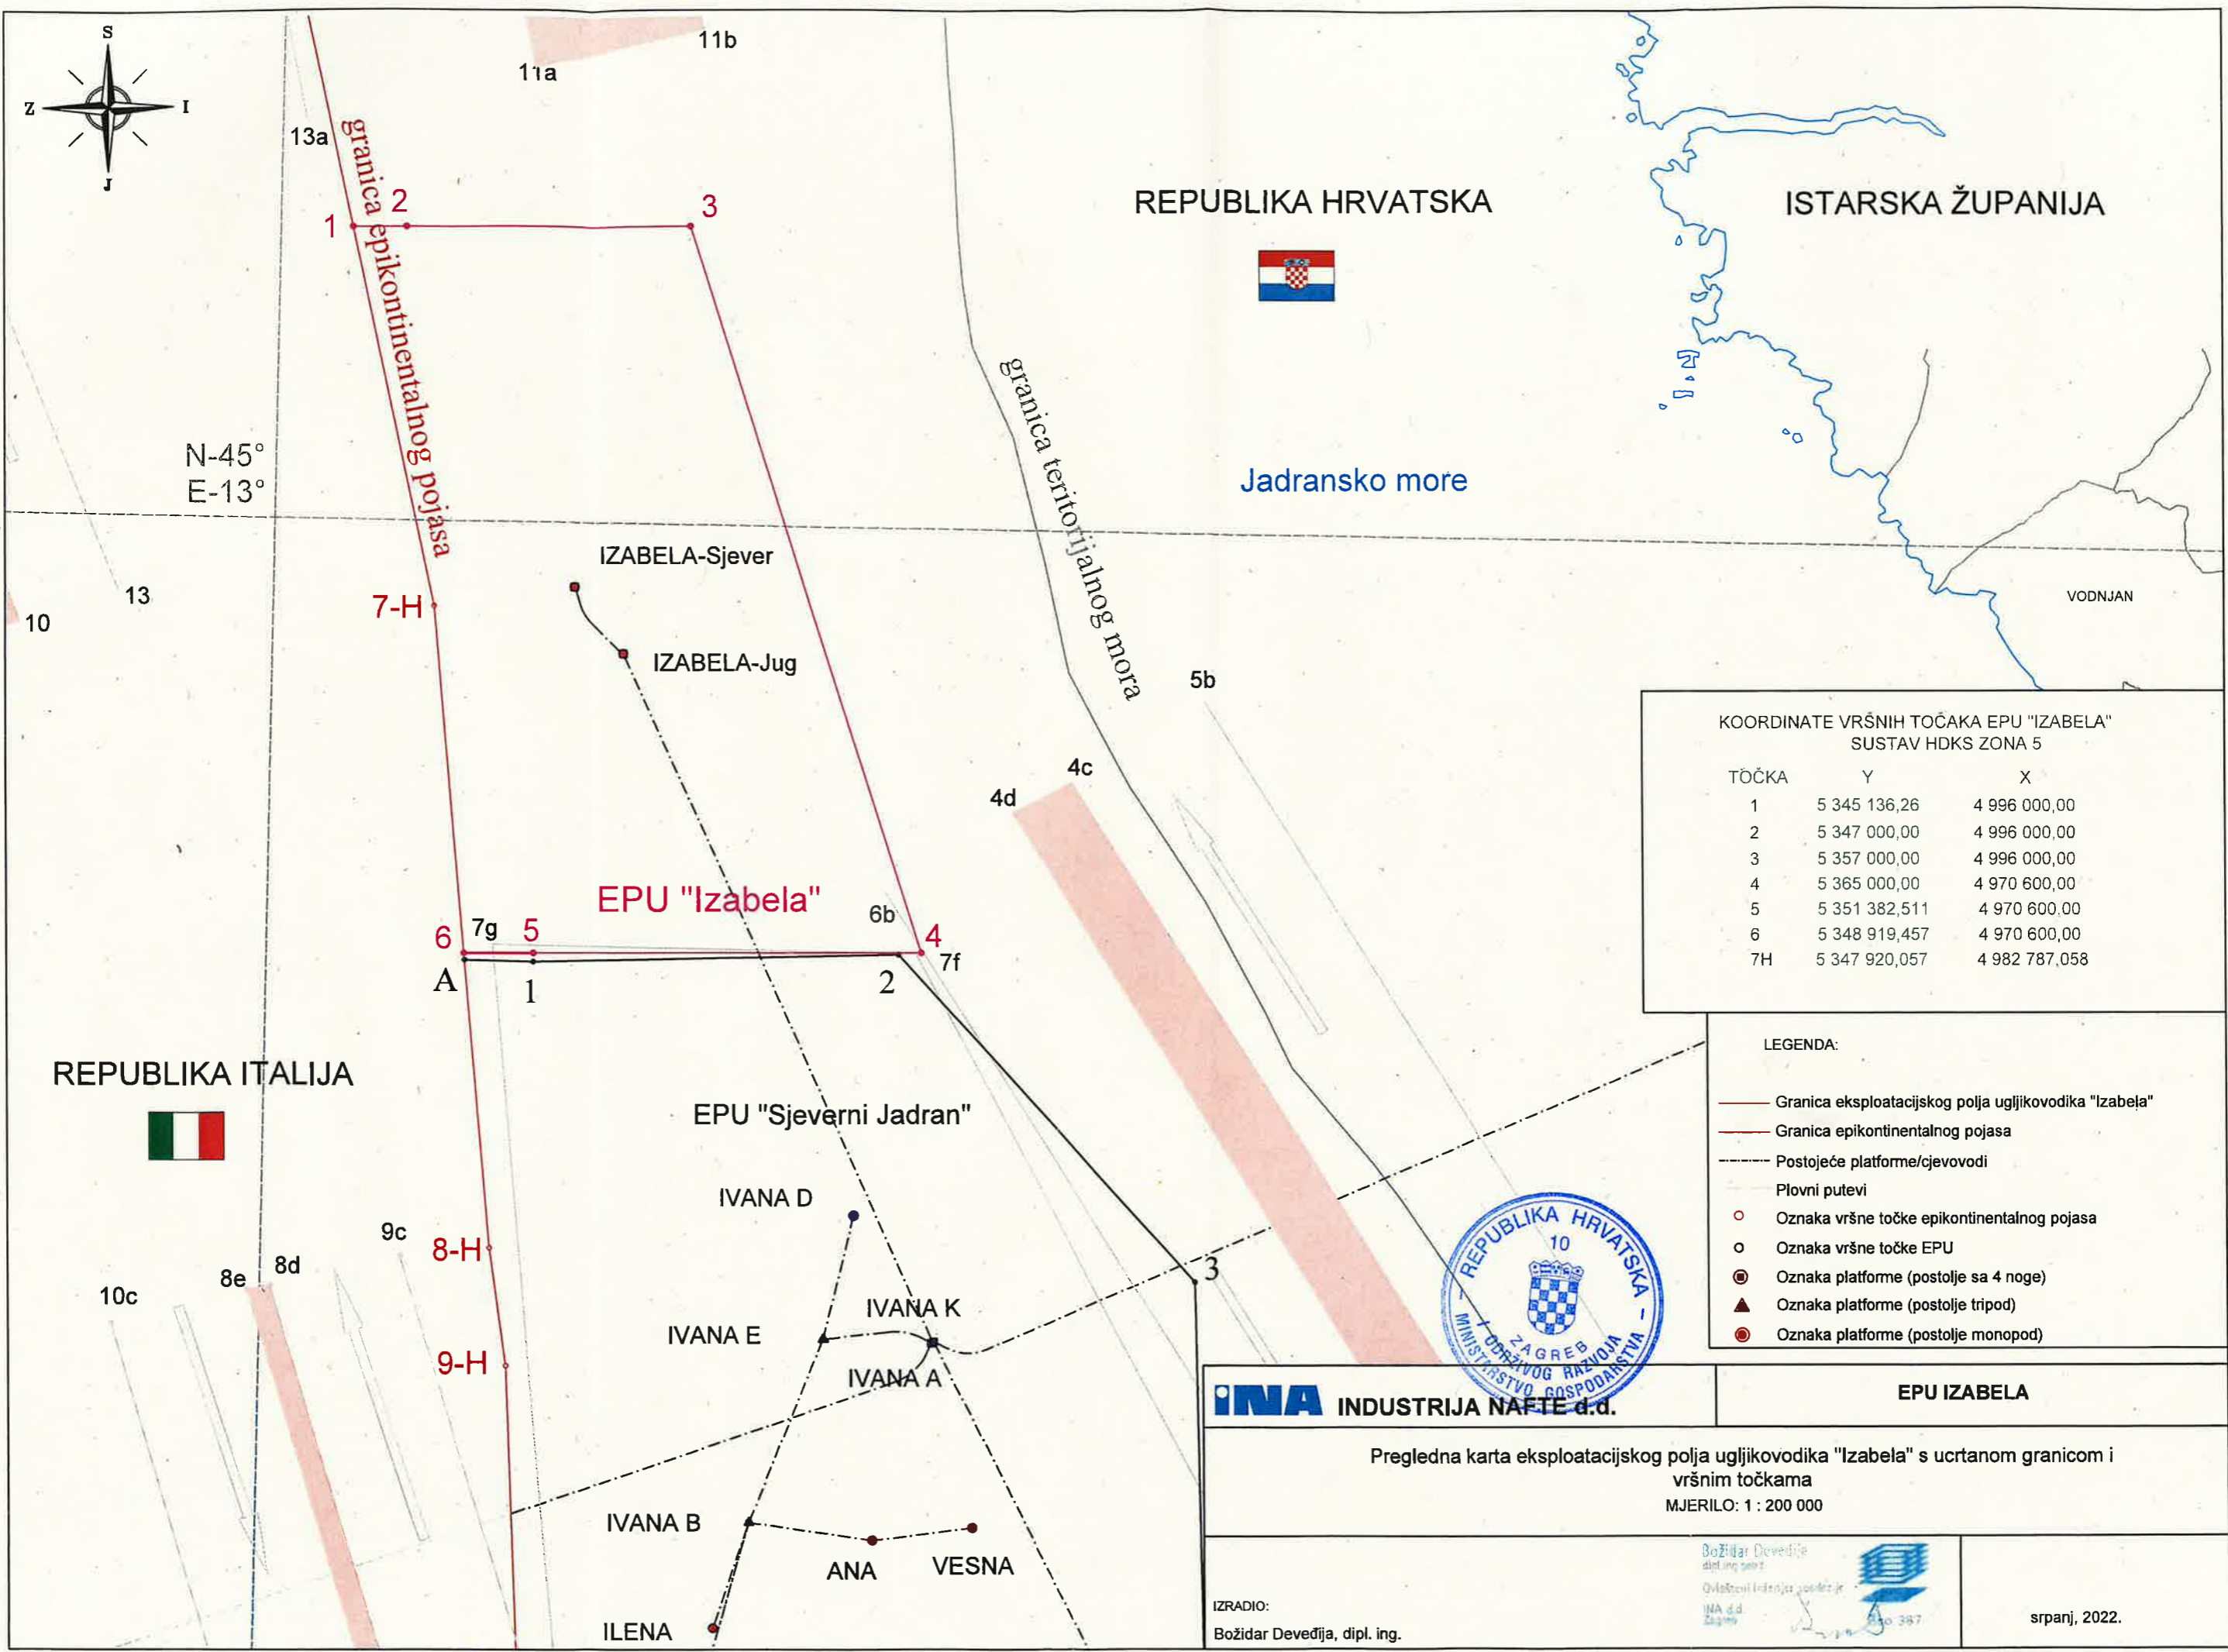 S
Z
I
J
11a
11b
13a
granica epikontinentalnog pojasa
1
2
3
REPUBLIKA HRVATSKA
ISTARSKA ŽUPANIJA
granica teritorijalnog mora
Jadransko more
N-45°
E-13°
IZABELA-Sjever
13
7-H
10
IZABELA-Jug
VODNJAN
5b
4c
4d
KOORDINATE VRŠNIH TOČAKA EPU "IZABELA"
SUSTAV HDKS ZONA 5
TOČKA Y X
1 5 345 136,26 4 996 000,00
2 5 347 000,00 4 996 000,00
3 5 357 000,00 4 996 000,00
4 5 365 000,00 4 970 600,00
5 5 351 382,511 4 970 600,00
6 5 348 919,457 4 970 600,00
7H 5 347 920,057 4 982 787,058
EPU "Izabela"
6b
6
7g
5
4
7f
A
1
2
REPUBLIKA ITALIJA
EPU "Sjeverni Jadran"
LEGENDA:
Granica eksploatacijskog polja ugljikovodika "Izabela"
Granica epikontinentalnog pojasa
Postojeće platforme/cjevovodi
Plovni putevi
Oznaka vršne točke epikontinentalnog pojasa
Oznaka vršne točke EPU
Oznaka platforme (postolje sa 4 noge)
Oznaka platforme (postolje tripod)
Oznaka platforme (postolje monopod)
IVANA D
9c
8-H
8e
8d
10c
3
IVANA K
IVANA E
9-H
IVANA A
IVANA B
ANA
VESNA
ILENA
REPUBLIKA HRVATSKA
10
MINISTARSTVO GOSPODARSTVA
I ODRŽIVOG RAZVOJA
ZAGREB
INA INDUSTRIJA NAFTE d.d.
EPU IZABELA
Pregledna karta eksploatacijskog polja ugljikovodika "Izabela" s ucrtanom granicom i
vršnim točkama
MJERILO: 1 : 200 000
Božidar Deveđija
INA d.d.
Zagreb
387
IZRADIO:
Božidar Deveđija, dipl. ing.
srpanj, 2022.